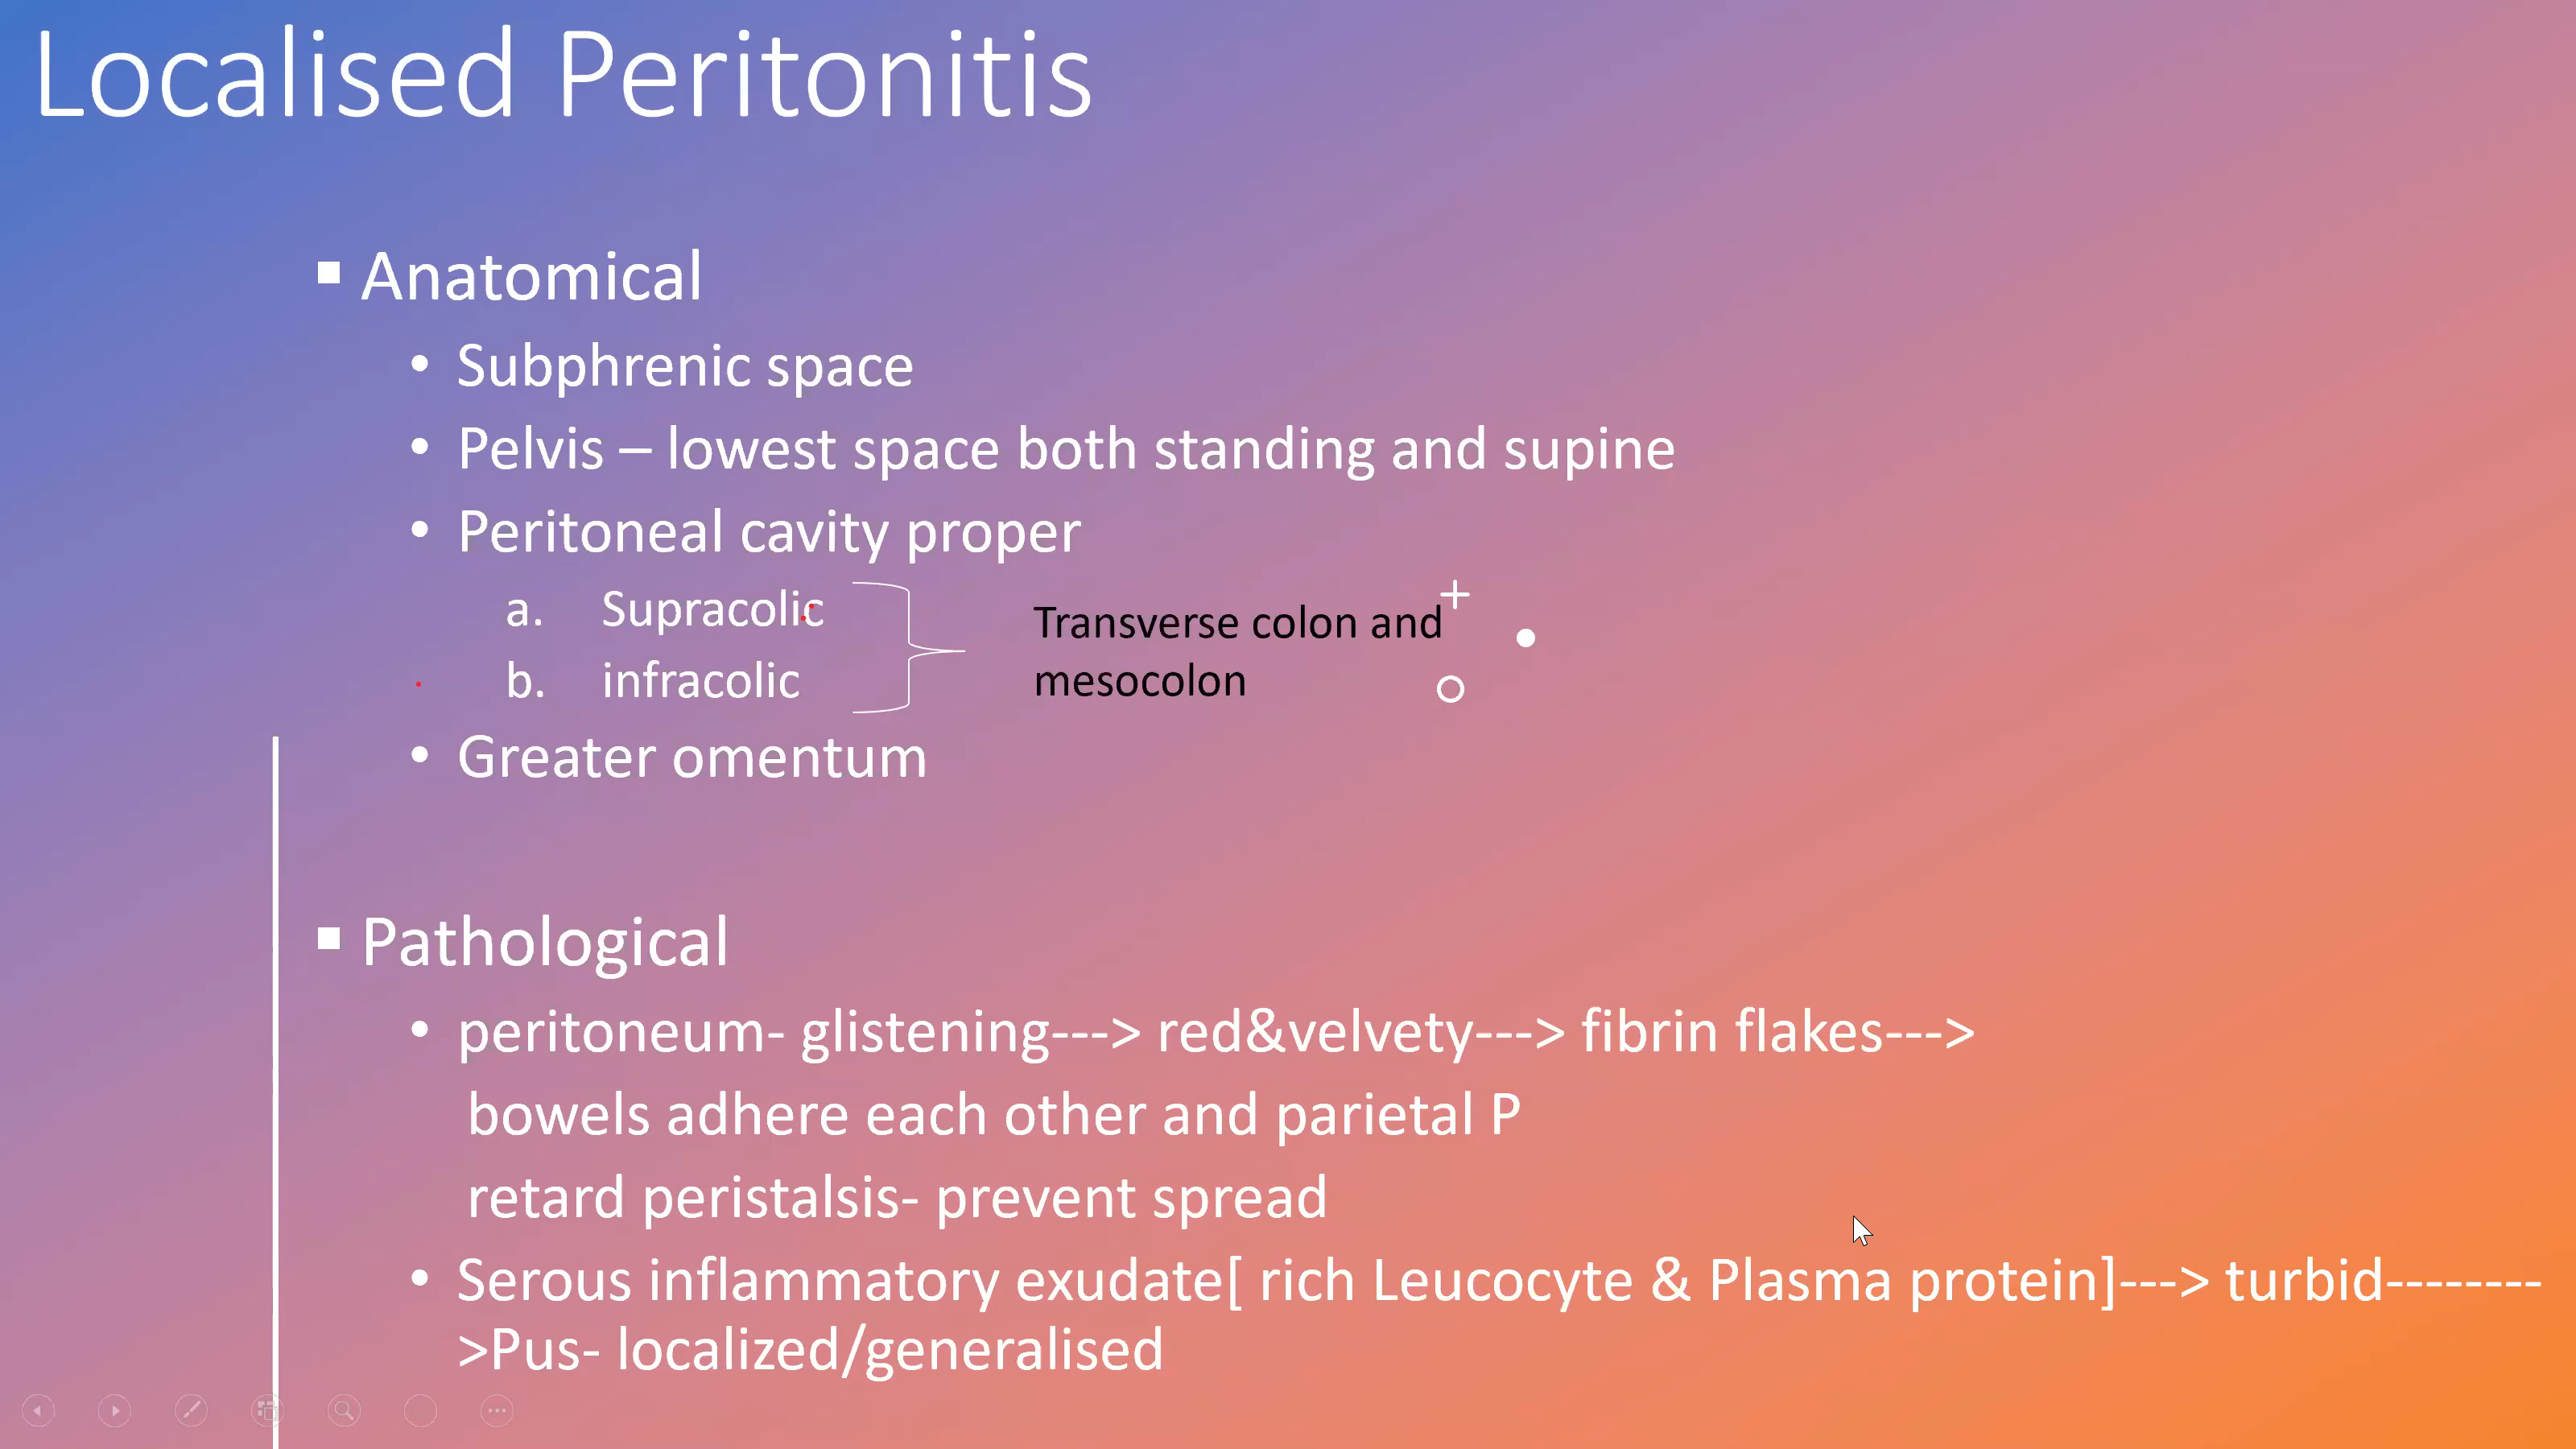 Localised Peritonitis
▪ Anatomical
• Subphrenic space
• Pelvis – lowest space both standing and supine
• Peritoneal cavity proper
a. Supracolic
b. infracolic
Transverse colon and
mesocolon
• Greater omentum
▪ Pathological
• peritoneum- glistening---> red&velvety---> fibrin flakes--->
bowels adhere each other and parietal P
retard peristalsis- prevent spread
• Serous inflammatory exudate[ rich Leucocyte & Plasma protein]---> turbid--------
>Pus- localized/generalised